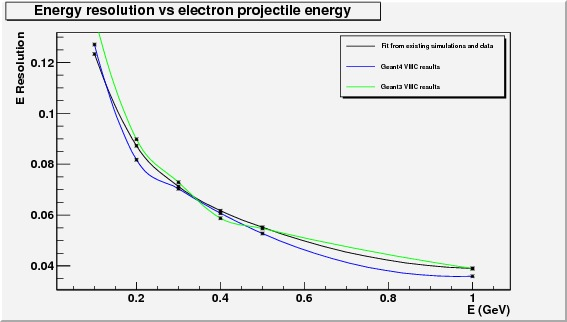 Energy resolution vs electron projectile energy
E Resolution
Fit from existing simulations and data
Geant4 VMC results
Geant3 VMC results
0.12
0.1
0.08
0.06
0.04
0.2 0.4 0.6 0.8 1
E (GeV)